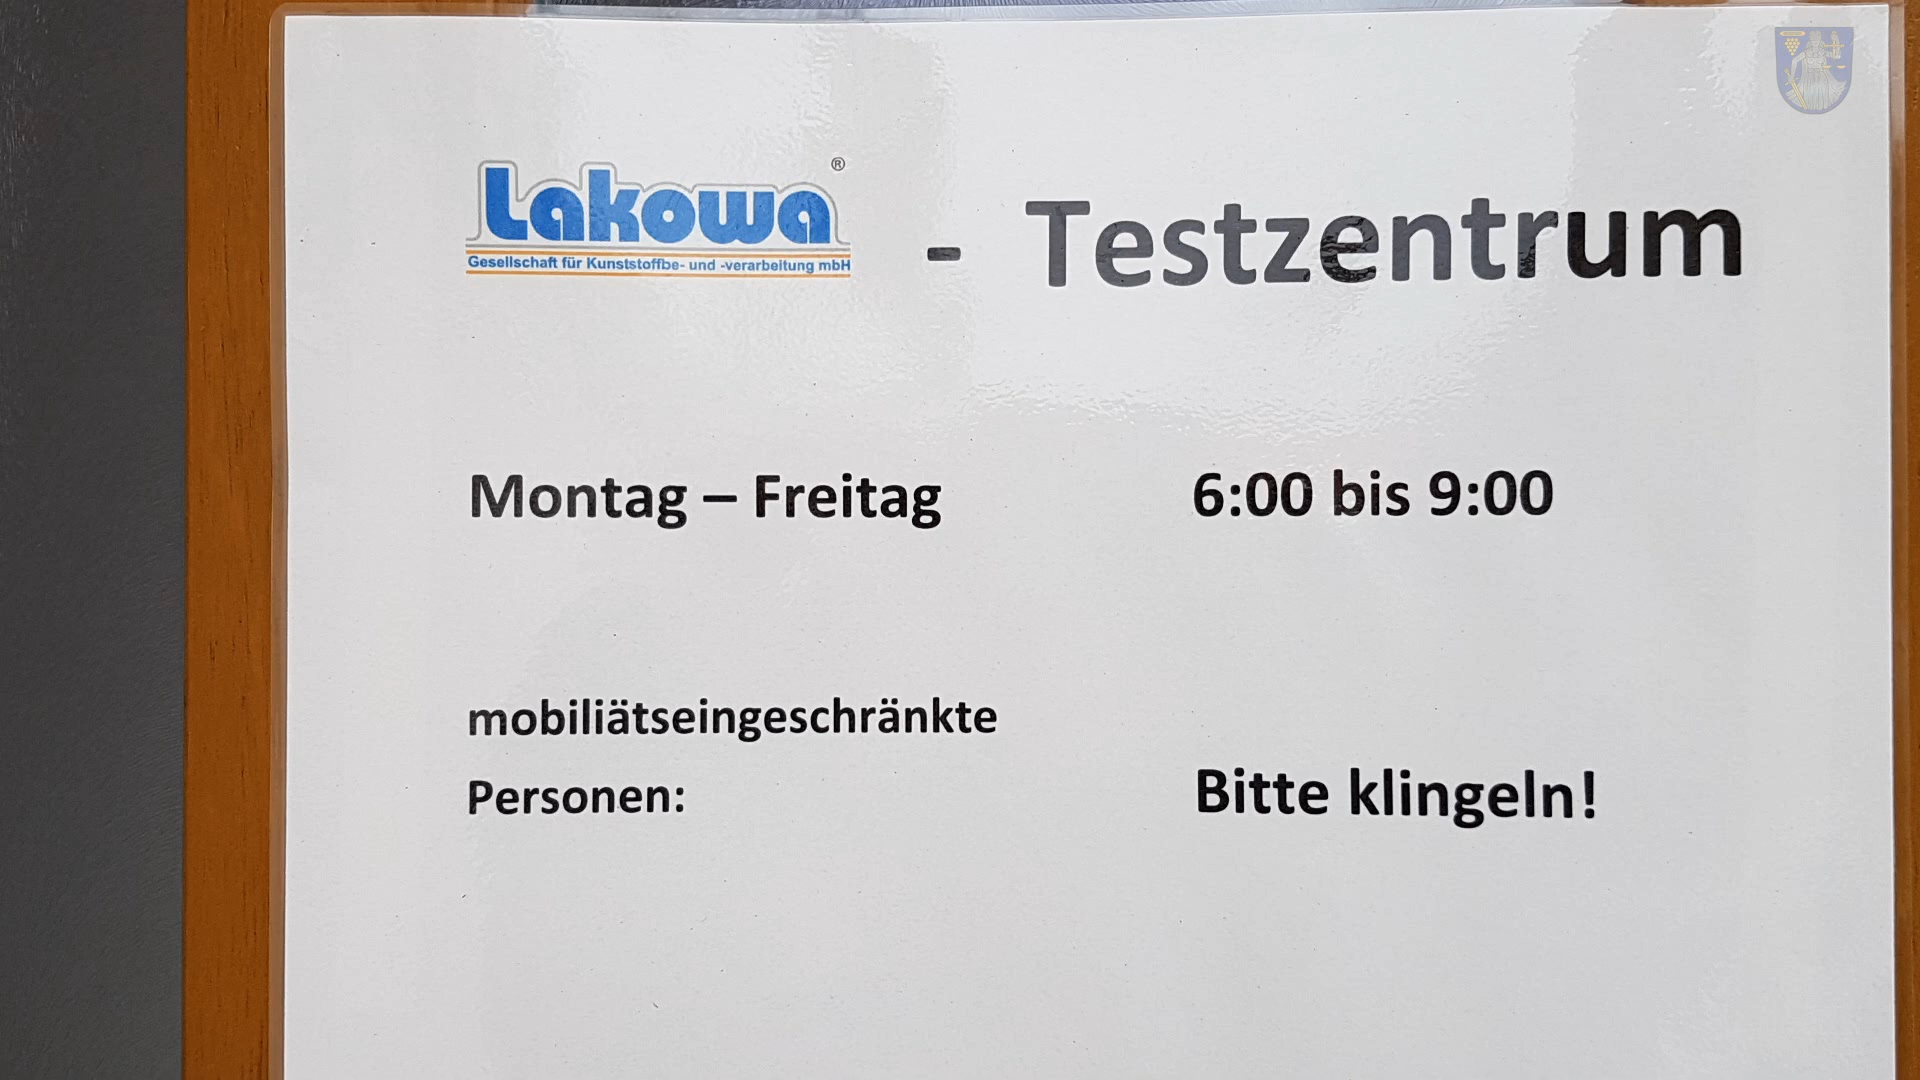 Lakowa ® - Testzentrum
Gesellschaft für Kunststoffbe- und -verarbeitung mbH
Montag – Freitag 6:00 bis 9:00
mobiliätseingeschränkte
Personen: Bitte klingeln!